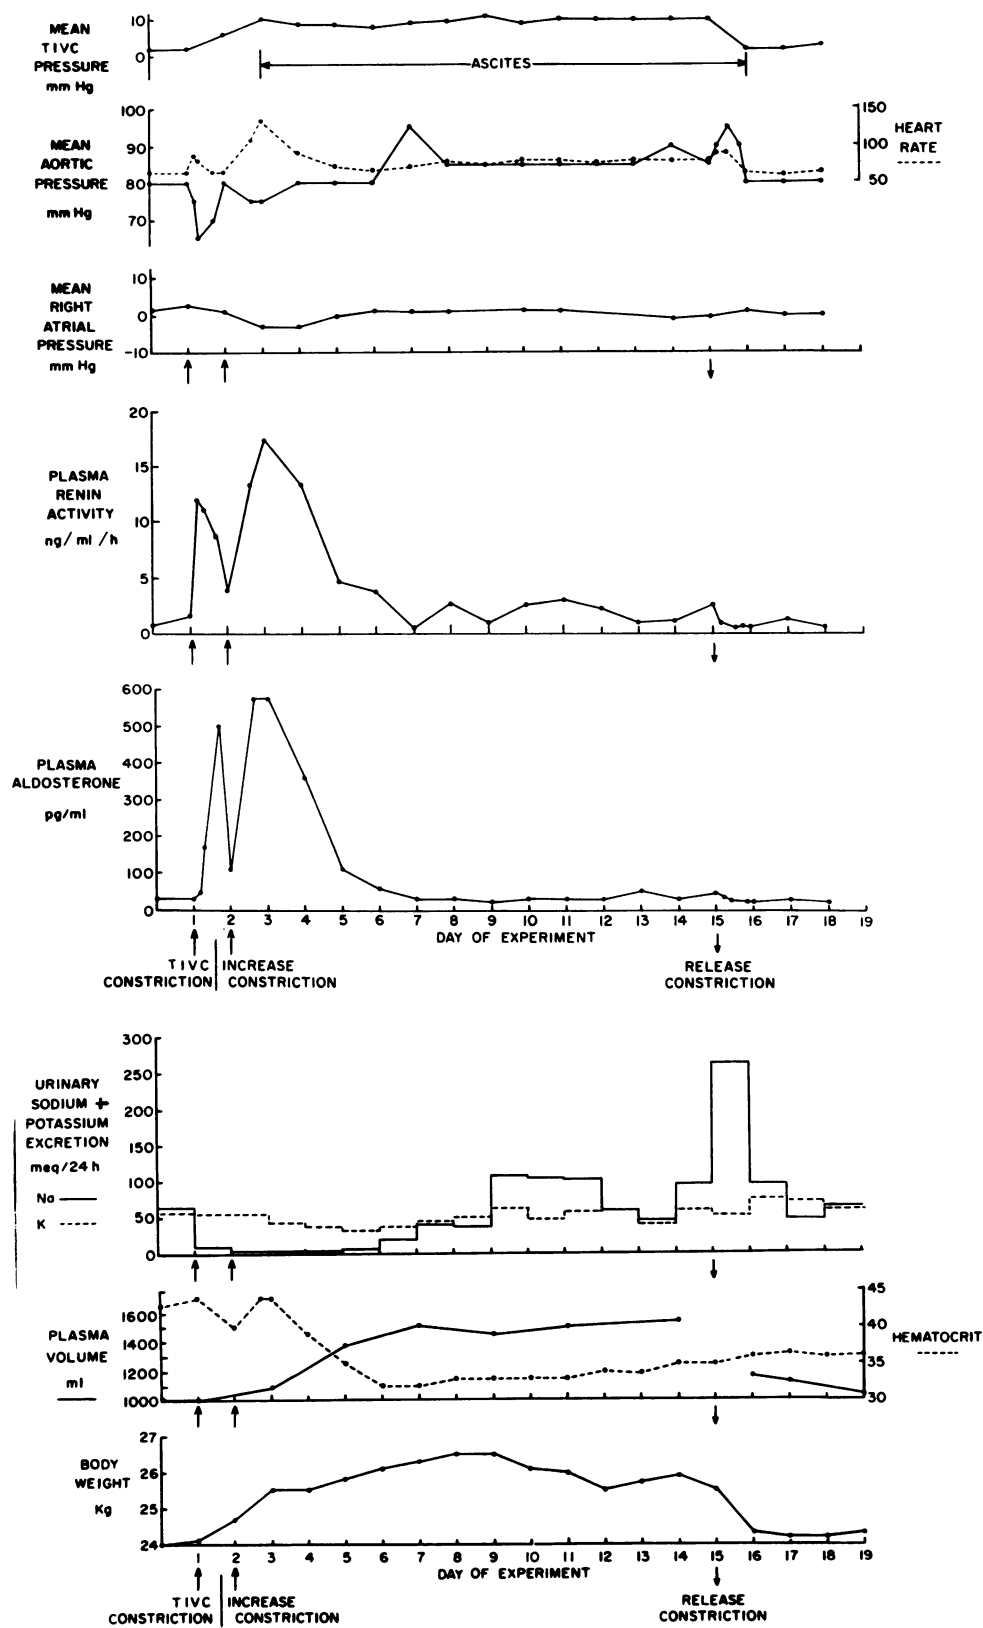 MEAN
TIVC
PRESSURE
mm Hg
10
0
ASCITES
MEAN
AORTIC
PRESSURE
mm Hg
100
90
80
70
150
100
50
HEART
RATE
MEAN
RIGHT
ATRIAL
PRESSURE
mm Hg
10
0
-10
PLASMA
RENIN
ACTIVITY
ng/ml/h
20
15
10
5
0
PLASMA
ALDOSTERONE
pg/ml
600
500
400
300
200
100
0
1 2 3 4 5 6 7 8 9 10 11 12 13 14 15 16 17 18 19
DAY OF EXPERIMENT
TIVC
CONSTRICTION
INCREASE
CONSTRICTION
RELEASE
CONSTRICTION
URINARY
SODIUM +
POTASSIUM
EXCRETION
meq/24 h
Na
K
300
250
200
150
100
50
0
PLASMA
VOLUME
ml
1600
1400
1200
1000
45
40
35
30
HEMATOCRIT
BODY
WEIGHT
Kg
27
26
25
24
1 2 3 4 5 6 7 8 9 10 11 12 13 14 15 16 17 18 19
DAY OF EXPERIMENT
TIVC
CONSTRICTION
INCREASE
CONSTRICTION
RELEASE
CONSTRICTION